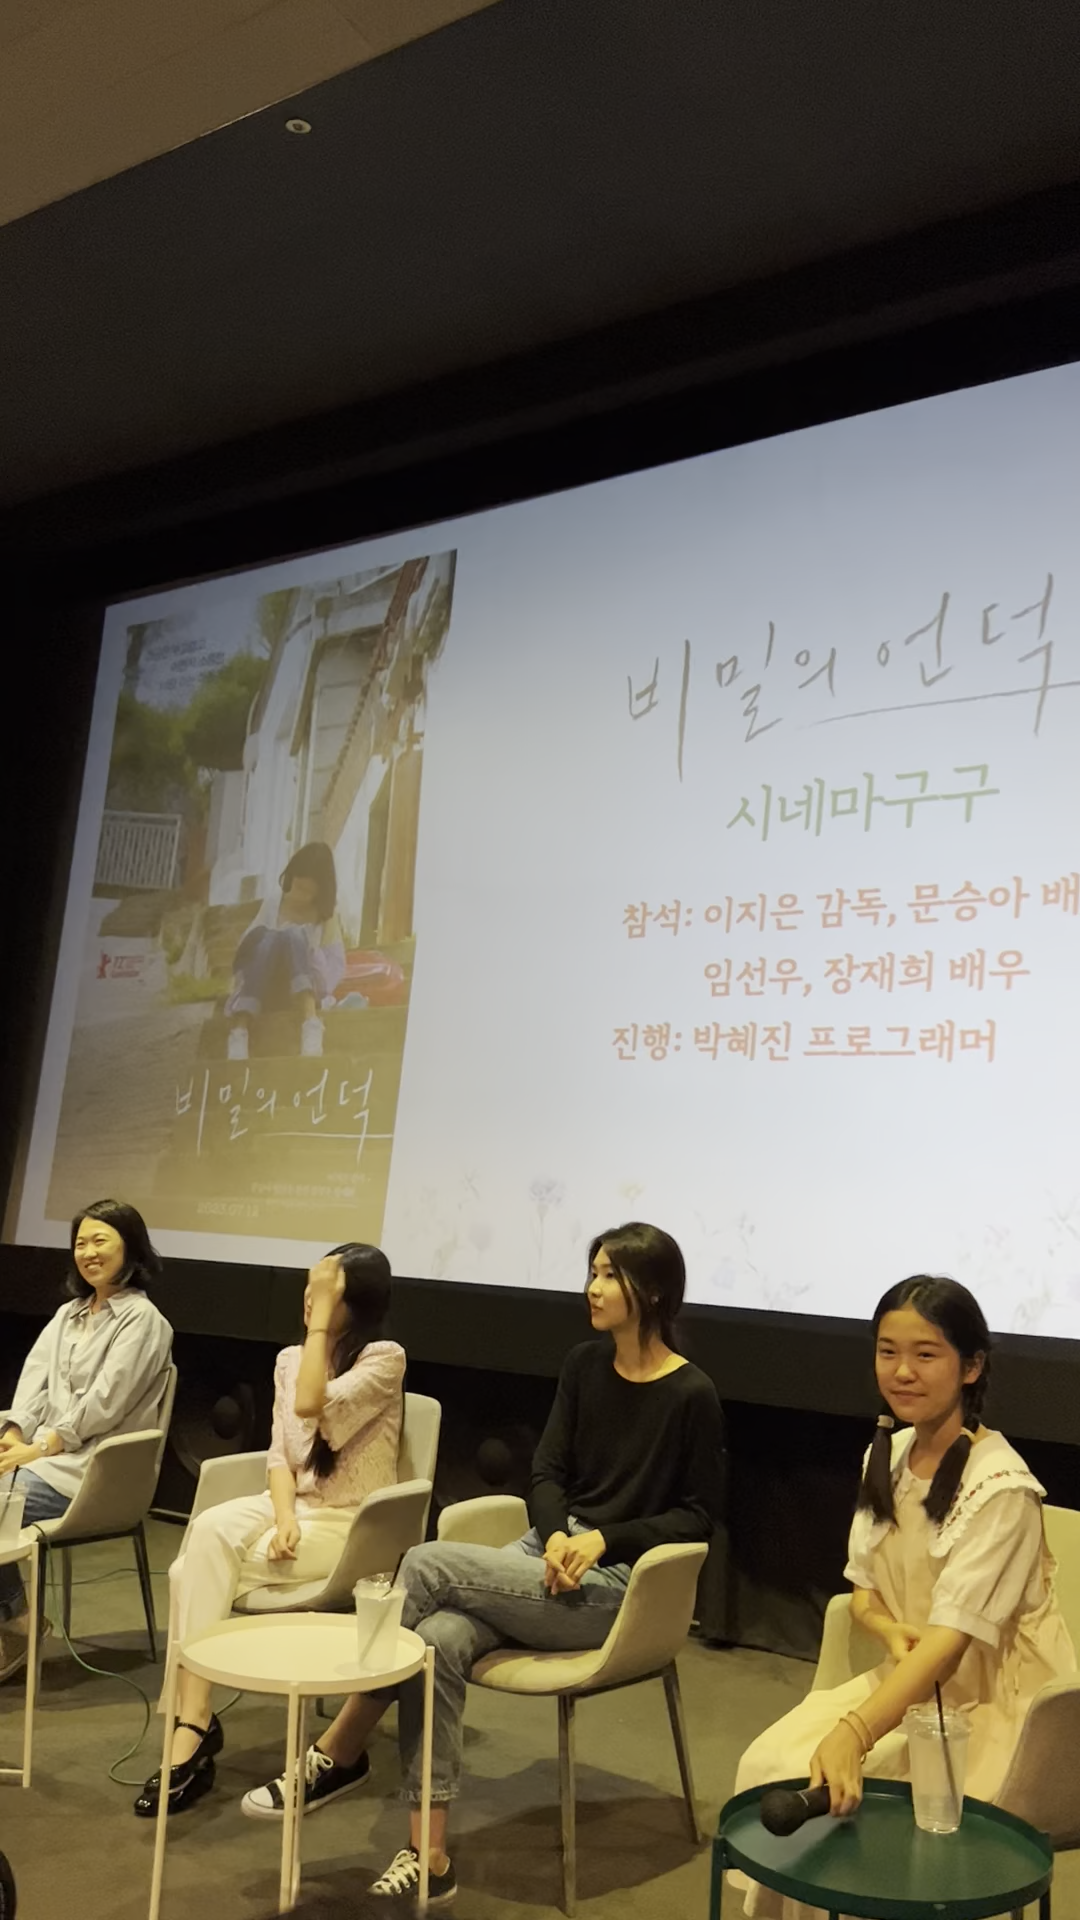 비밀의 언덕
시네마구구
참석: 이지은 감독, 문승아 배
임선우, 장재희 배우
진행: 박혜진 프로그래머
비밀의 언덕